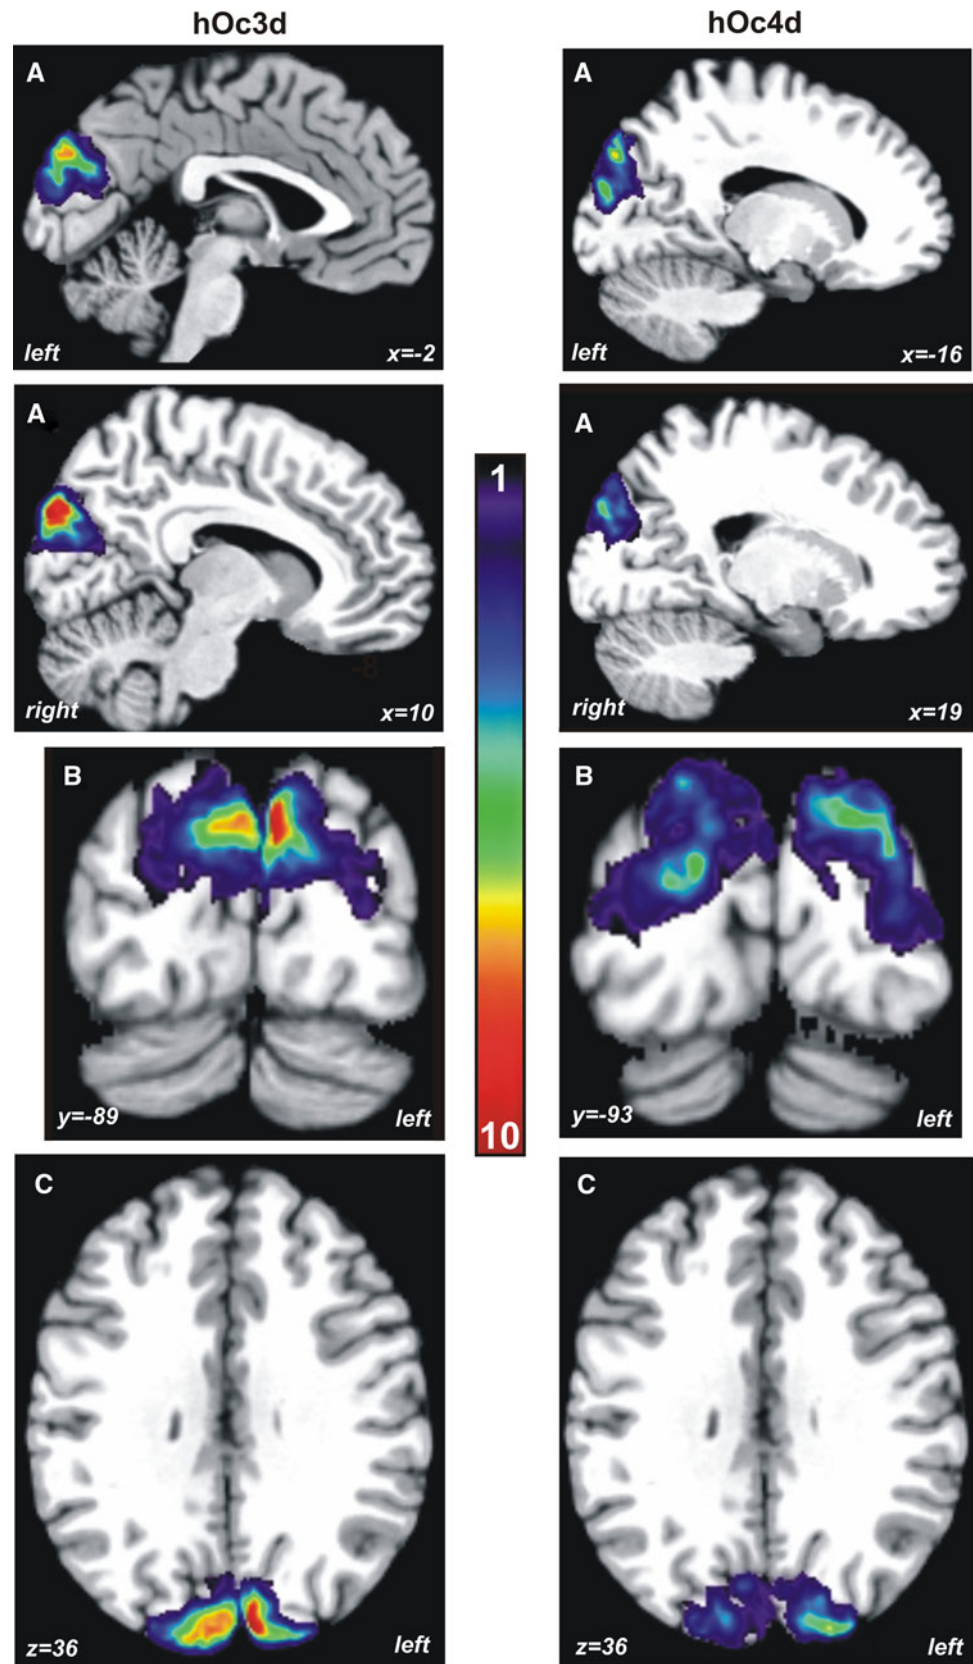 hOc3d
hOc4d
A
left
x=-2
A
left
x=-16
A
right
x=10
A
right
x=19
1
10
-8
B
y=-89
left
B
y=-93
left
C
z=36
left
C
z=36
left